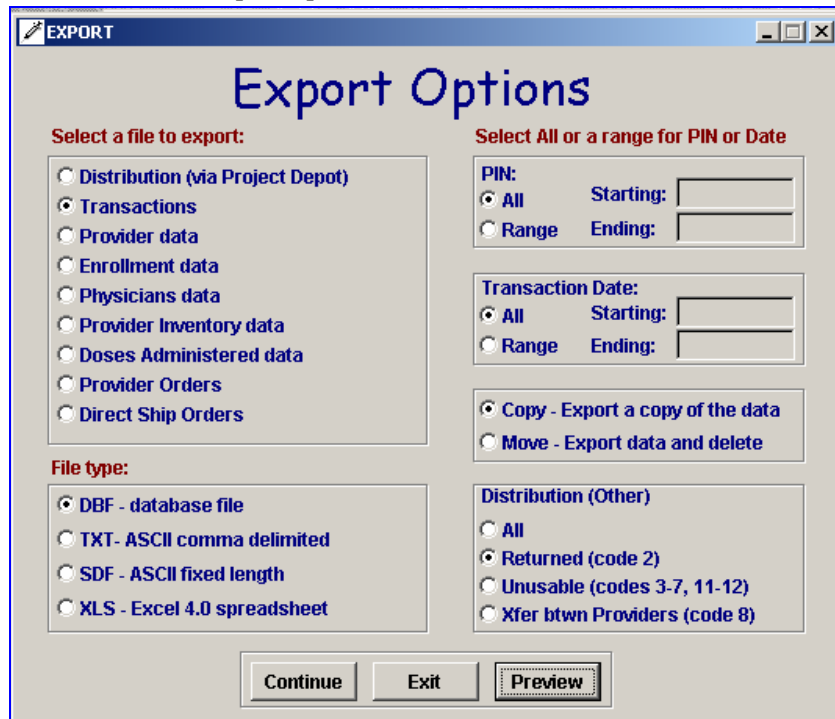 EXPORT
Export Options
Select a file to export:
Distribution (via Project Depot)
Transactions
Provider data
Enrollment data
Physicians data
Provider Inventory data
Doses Administered data
Provider Orders
Direct Ship Orders
File type:
DBF - database file
TXT- ASCII comma delimited
SDF - ASCII fixed length
XLS - Excel 4.0 spreadsheet
Select All or a range for PIN or Date
PIN:
All Starting:
Range Ending:
Transaction Date:
All Starting:
Range Ending:
Copy - Export a copy of the data
Move - Export data and delete
Distribution (Other)
All
Returned (code 2)
Unusable (codes 3-7, 11-12)
Xfer btwn Providers (code 8)
Continue Exit Preview